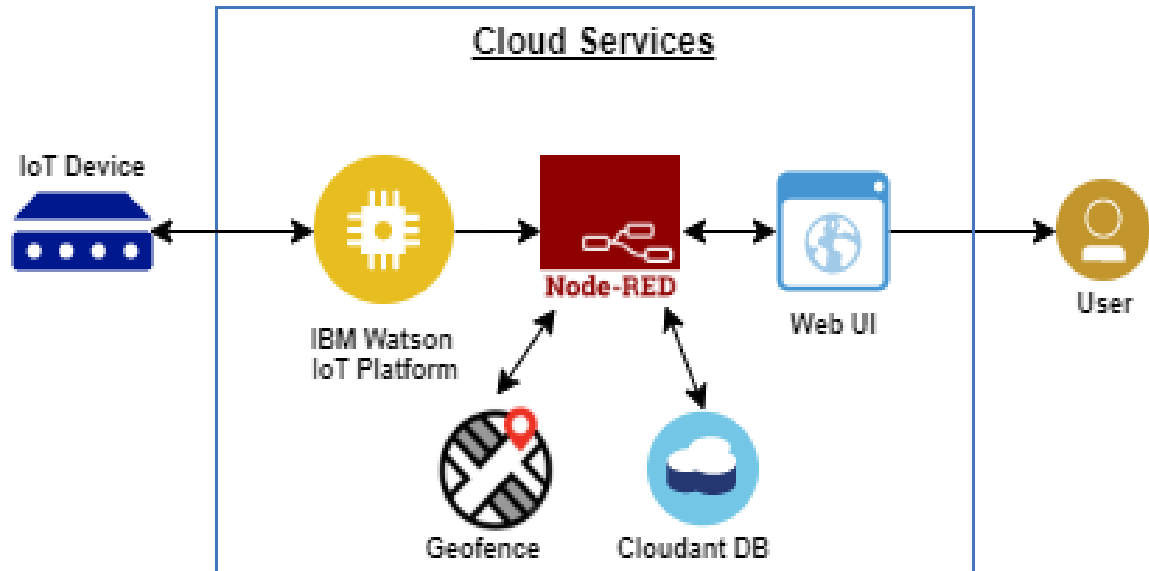 Cloud Services
IoT Device
Node-RED
IBM Watson
IoT Platform
Web UI
User
Geofence
Cloudant DB